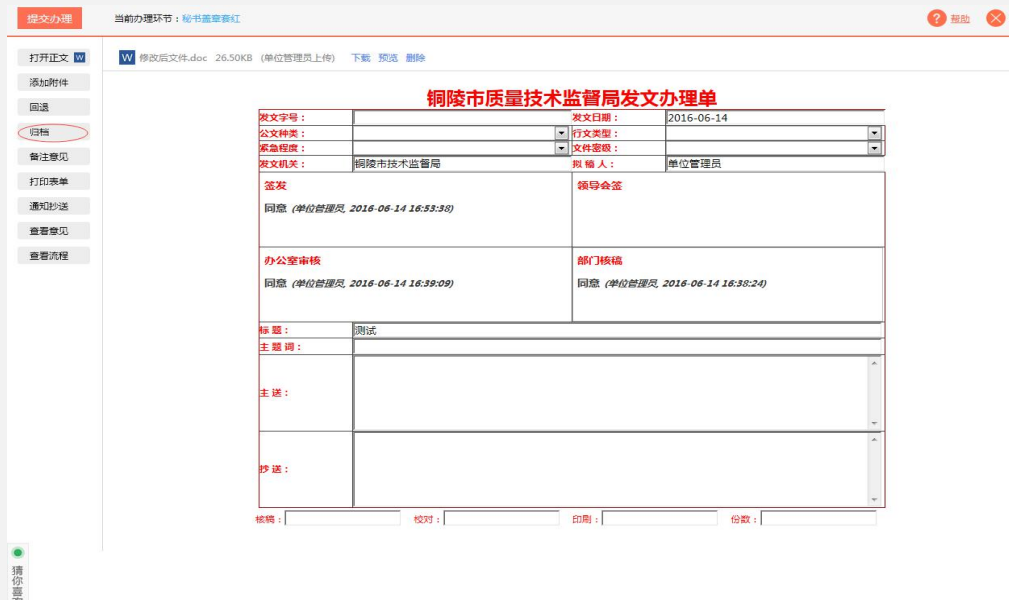 提交办理 当前办理环节：秘书盖章套红 ? 帮助
打开正文 W
W 修改后文件.doc 26.50KB (单位管理员上传) 下载 预览 删除
添加附件
回退
归档
备注意见
打印表单
通知抄送
查看意见
查看流程
铜陵市质量技术监督局发文办理单
发文字号： 发文日期： 2016-06-14
公文种类： 行文类型：
紧急程度： 文件密级：
发文机关： 铜陵市技术监督局 拟 稿 人： 单位管理员
签发 领导会签
同意 (单位管理员, 2016-06-14 16:53:38)
办公室审核 部门核稿
同意 (单位管理员, 2016-06-14 16:39:09) 同意 (单位管理员, 2016-06-14 16:38:24)
标 题： 测试
主 题 词：
主 送：
抄 送：
核稿： 校对： 印刷： 份数：
猜你喜